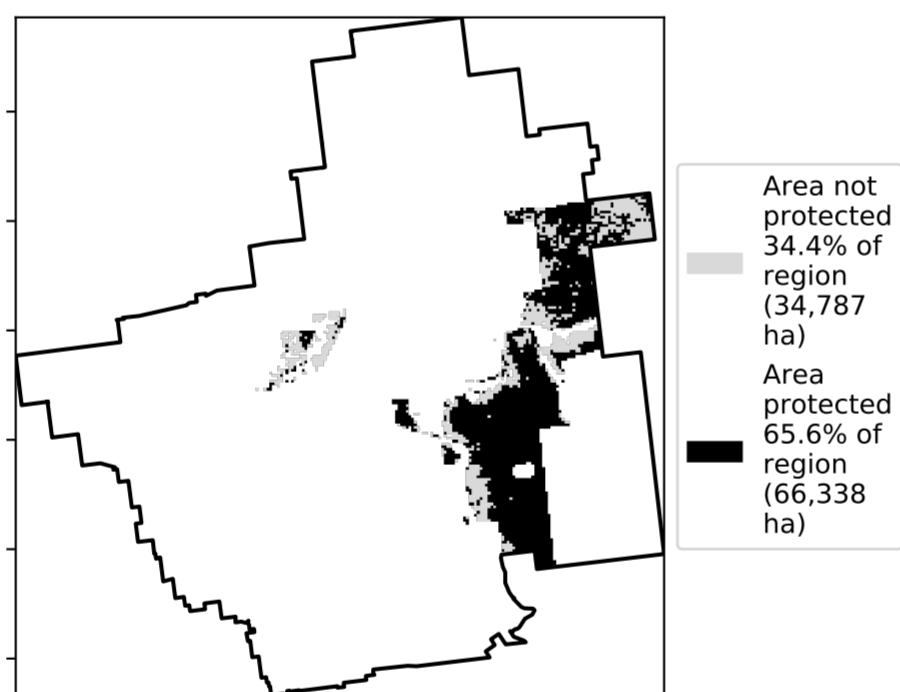 Area not
protected
34.4% of
region
(34,787
ha)
Area
protected
65.6% of
region
(66,338
ha)